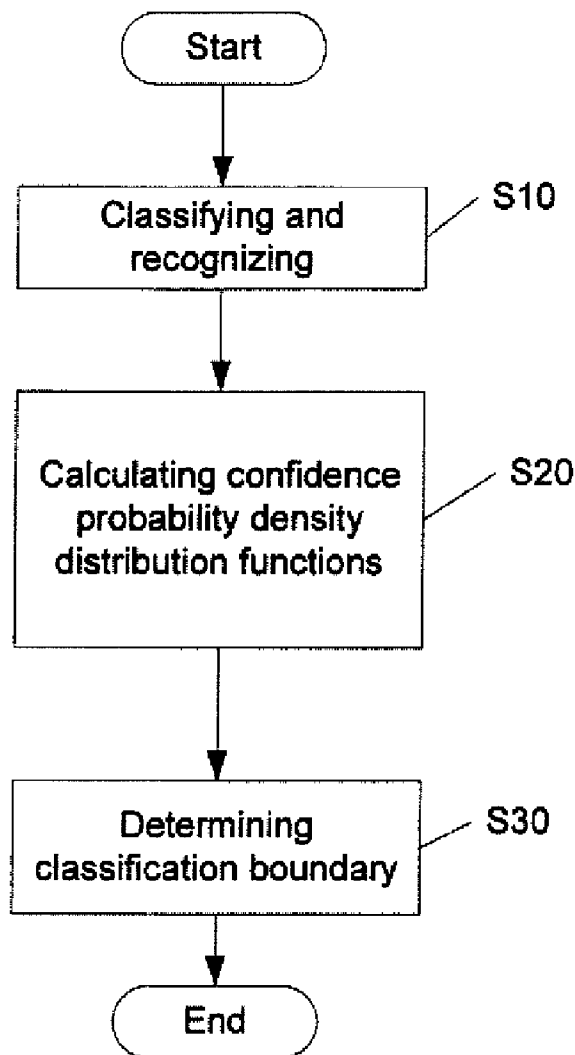 Start
Classifying and
recognizing
S10
Calculating confidence
probability density
distribution functions
S20
Determining
classification boundary
S30
End